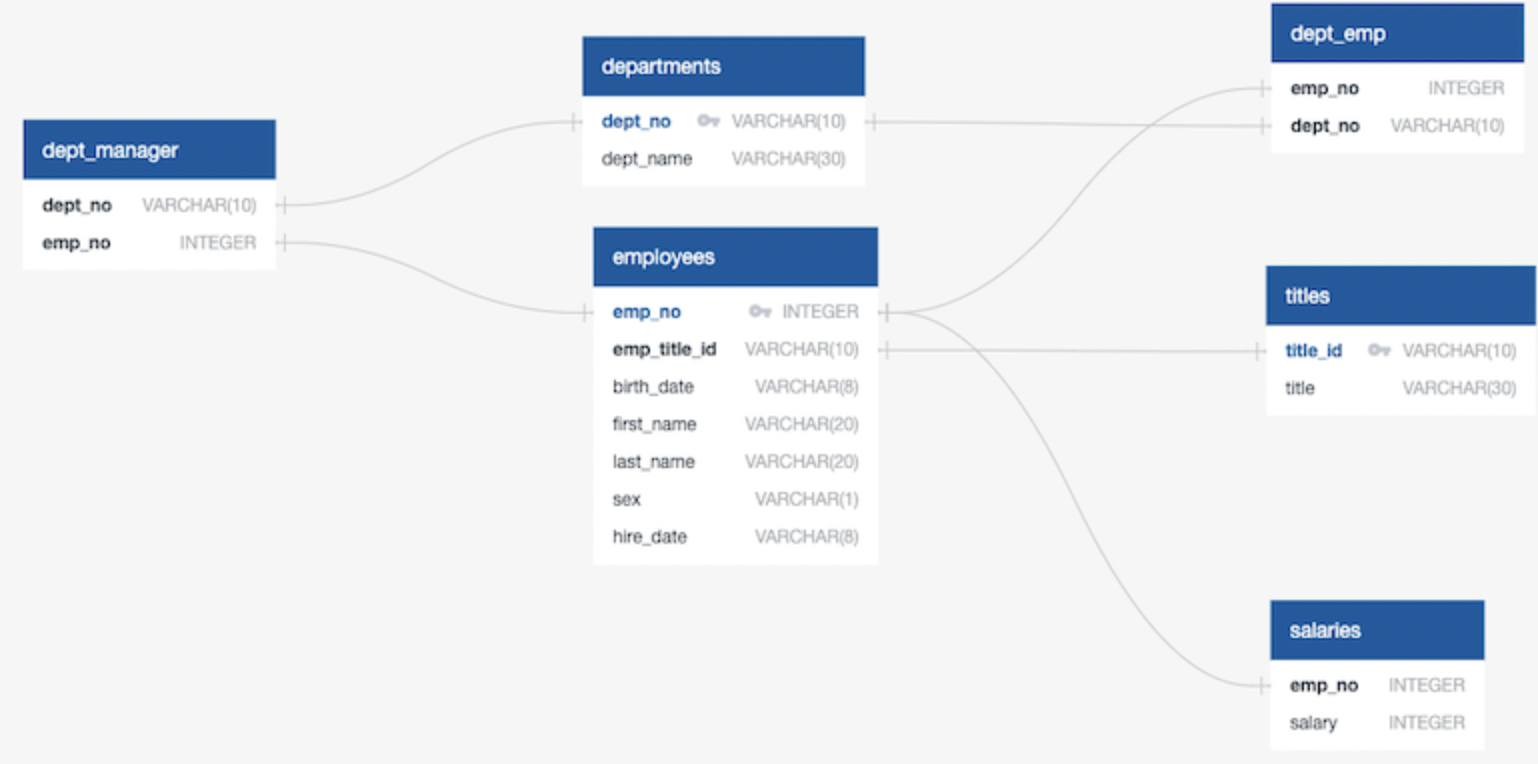 dept_manager
dept_no VARCHAR(10)
emp_no INTEGER
departments
dept_no VARCHAR(10)
dept_name VARCHAR(30)
employees
emp_no INTEGER
emp_title_id VARCHAR(10)
birth_date VARCHAR(8)
first_name VARCHAR(20)
last_name VARCHAR(20)
sex VARCHAR(1)
hire_date VARCHAR(8)
dept_emp
emp_no INTEGER
dept_no VARCHAR(10)
titles
title_id VARCHAR(10)
title VARCHAR(30)
salaries
emp_no INTEGER
salary INTEGER